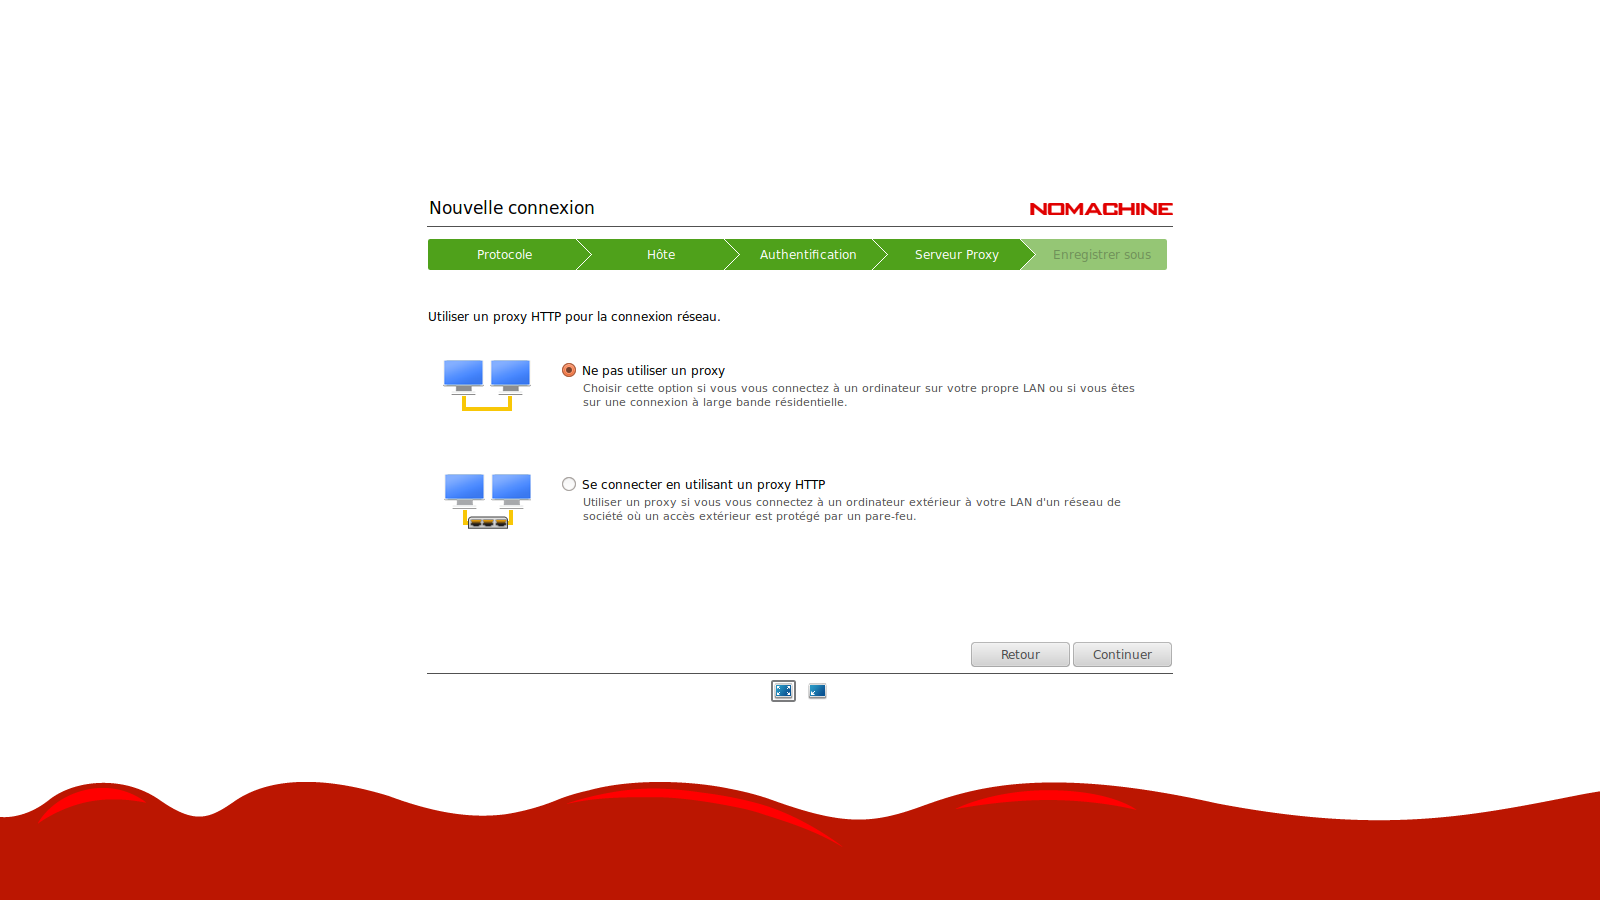 Nouvelle connexion
NOMACHINE
Protocole
Hôte
Authentification
Serveur Proxy
Enregistrer sous
Utiliser un proxy HTTP pour la connexion réseau.
Ne pas utiliser un proxy
Choisir cette option si vous vous connectez à un ordinateur sur votre propre LAN ou si vous êtes
sur une connexion à large bande résidentielle.
Se connecter en utilisant un proxy HTTP
Utiliser un proxy si vous vous connectez à un ordinateur extérieur à votre LAN d'un réseau de
société où un accès extérieur est protégé par un pare-feu.
Retour
Continuer